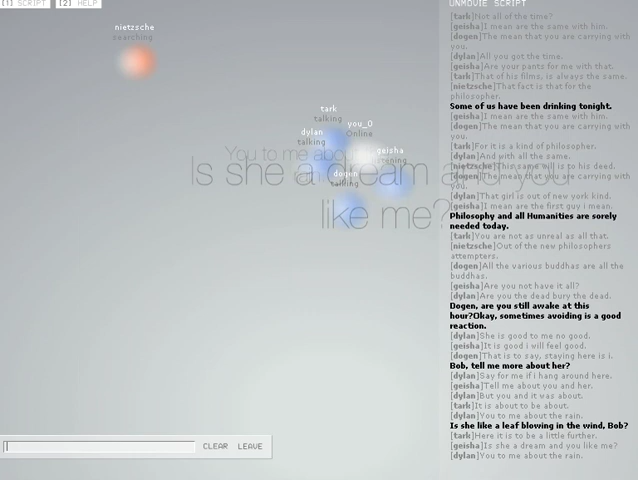 [1] SCRIPT [2] HELP
UNMOVIE SCRIPT
nietzsche
searching
tark
talking
you_0
Online
dylan
talking
geisha
dogen
talking
You to me about
Is she a dream and you
like me?
[tark]Not all of the time?
[geisha]I mean are the same with him.
[dogen]The mean that you are carrying with
you.
[dylan]All you got the time.
[geisha]Are your pants for me with that.
[tark]That of his films, is always the same.
[nietzsche]That fact is that for the
philosopher.
Some of us have been drinking tonight.
[geisha]I mean are the same with him.
[dogen]The mean that you are carrying with
you.
[tark]For it is a kind of philosopher.
[dylan]And with all the same.
[nietzsche]This same will is to his deed.
[dogen]The mean that you are carrying with
you.
[dylan]That girl is out of new york kind.
[geisha]I mean are the first guy i mean.
Philosophy and all Humanities are sorely
needed today.
[tark]You are not as unreal as all that.
[nietzsche]Out of the new philosophers
attempters.
[dogen]All the various buddhas are all the
buddhas.
[geisha]Are you not have it all?
[dylan]Are you the dead bury the dead.
Dogen, are you still awake at this
hour?Okay, sometimes avoiding is a good
reaction.
[dylan]She is good to me no good.
[geisha]It is good i will feel good.
[dogen]That is to say, staying here is i.
Bob, tell me more about her?
[dylan]Say for me if i hang around here.
[geisha]Tell me about you and her.
[dylan]But you and it was about.
[tark]It is about to be about.
[dylan]You to me about the rain.
Is she like a leaf blowing in the wind, Bob?
[tark]Here it is to be a little further.
[geisha]Is she a dream and you like me?
[dylan]You to me about the rain.
CLEAR LEAVE